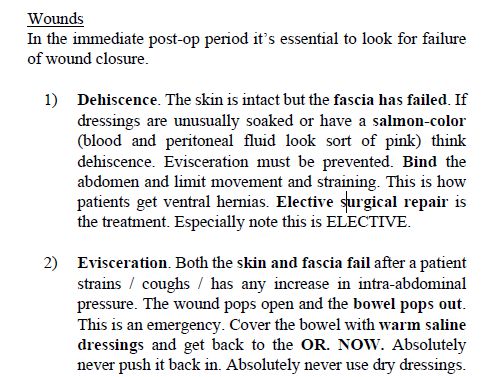 Wounds
In the immediate post-op period it's essential to look for failure
of wound closure.
1) Dehiscence. The skin is intact but the fascia has failed. If
dressings are unusually soaked or have a salmon-color
(blood and peritoneal fluid look sort of pink) think
dehiscence. Evisceration must be prevented. Bind the
abdomen and limit movement and straining. This is how
patients get ventral hernias. Elective surgical repair is
the treatment. Especially note this is ELECTIVE.
2) Evisceration. Both the skin and fascia fail after a patient
strains / coughs / has any increase in intra-abdominal
pressure. The wound pops open and the bowel pops out.
This is an emergency. Cover the bowel with warm saline
dressings and get back to the OR. NOW. Absolutely
never push it back in. Absolutely never use dry dressings.